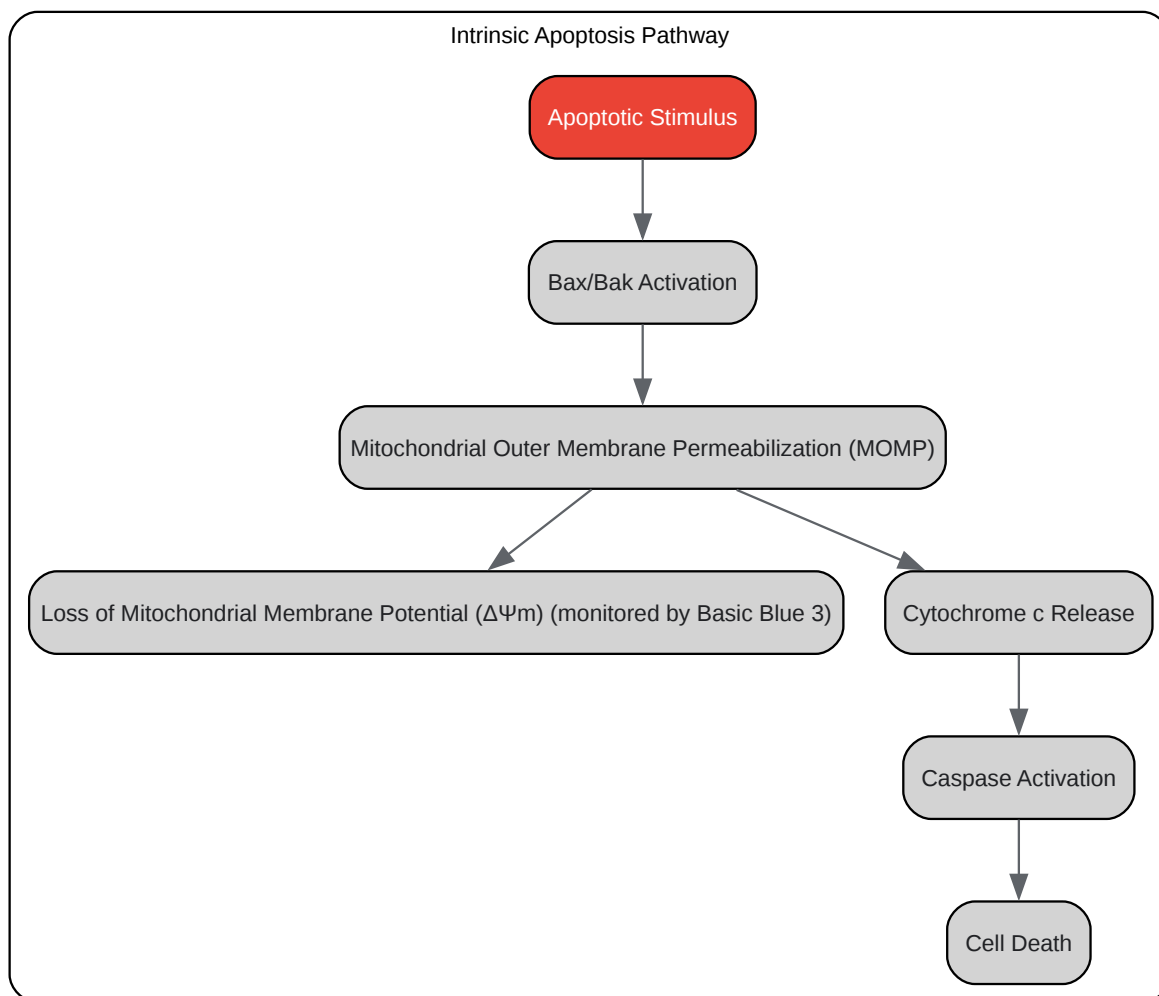 Intrinsic Apoptosis Pathway
Apoptotic Stimulus
Bax/Bak Activation
Mitochondrial Outer Membrane Permeabilization (MOMP)
Loss of Mitochondrial Membrane Potential (ΔΨm) (monitored by Basic Blue 3)
Cytochrome c Release
Caspase Activation
Cell Death